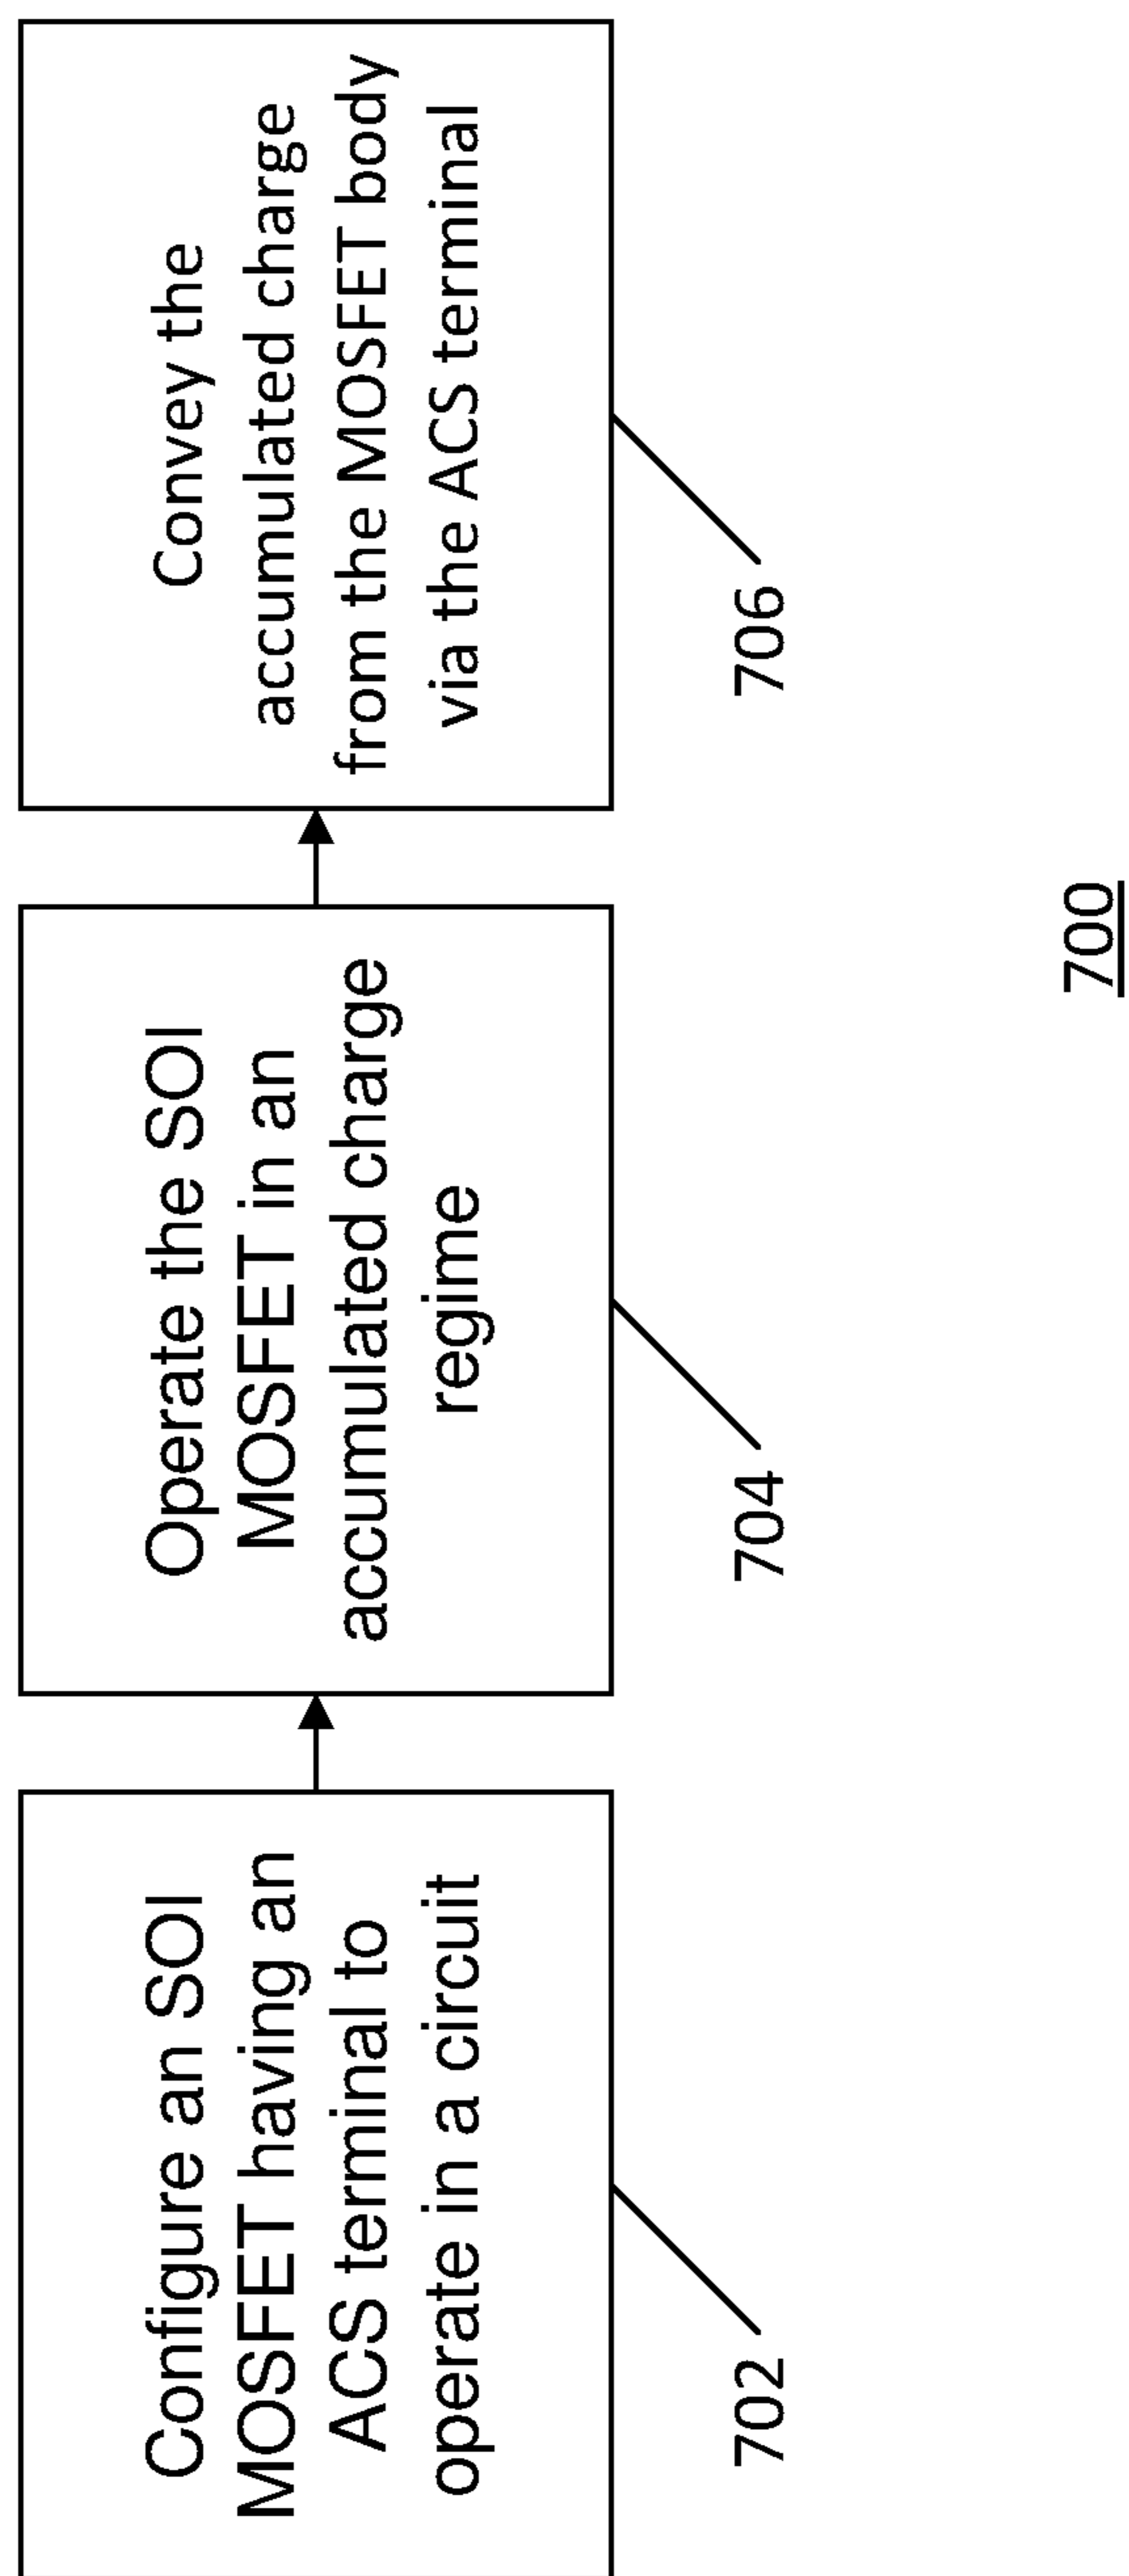 Configure an SOI
MOSFET having an
ACS terminal to
operate in a circuit
702
Operate the SOI
MOSFET in an
accumulated charge
regime
704
Convey the
accumulated charge
from the MOSFET body
via the ACS terminal
706
700